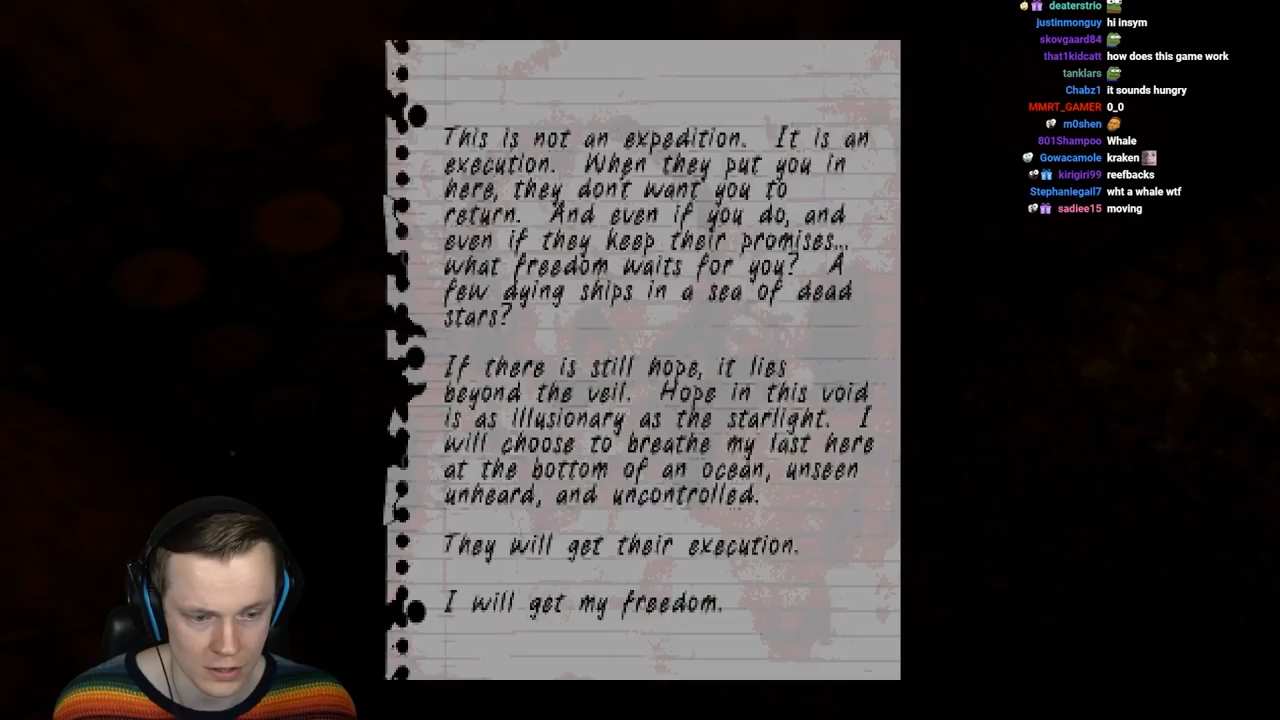 This is not an expedition. It is an
execution. When they put you in
here, they don't want you to
return. And even if you do, and
even if they keep their promises...
what freedom waits for you? A
few dying ships in a sea of dead
stars?
If there is still hope, it lies
beyond the veil. Hope in this void
is as illusionary as the starlight. I
will choose to breathe my last here
at the bottom of an ocean, unseen
unheard, and uncontrolled.
They will get their execution.
I will get my freedom.
deaterstrio
justinmonguy hi insym
skovgaard84
that1kidcatt how does this game work
tanklars
Chabz1 it sounds hungry
MMRT_GAMER 0_0
m0shen
801Shampoo Whale
Gowacamole kraken
kirigiri99 reefbacks
Stephaniegail7 wht a whale wtf
sadiee15 moving